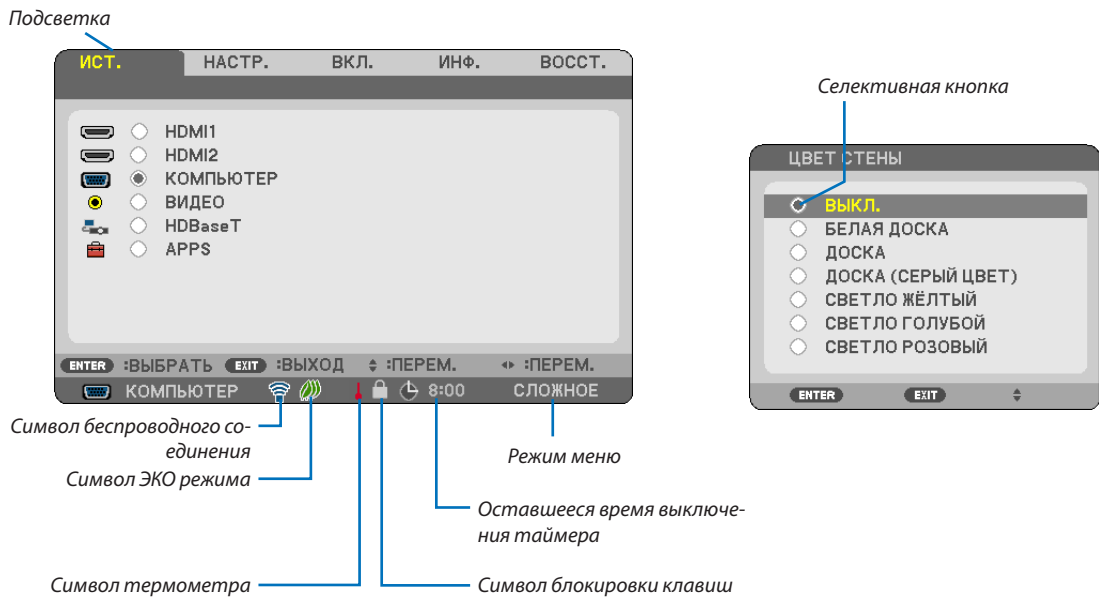 Подсветка
ИСТ. НАСТР. ВКЛ. ИНФ. ВОССТ.
HDMI1
HDMI2
КОМПЬЮТЕР
ВИДЕО
HDBaseT
APPS
ENTER :ВЫБРАТЬ EXIT :ВЫХОД :ПЕРЕМ. :ПЕРЕМ.
КОМПЬЮТЕР 8:00 СЛОЖНОЕ
Селективная кнопка
ЦВЕТ СТЕНЫ
ВЫКЛ.
БЕЛАЯ ДОСКА
ДОСКА
ДОСКА (СЕРЫЙ ЦВЕТ)
СВЕТЛО ЖЁЛТЫЙ
СВЕТЛО ГОЛУБОЙ
СВЕТЛО РОЗОВЫЙ
ENTER EXIT
Символ беспроводного со-
единения
Символ ЭКО режима
Режим меню
Оставшееся время выключе-
ния таймера
Символ термометра
Символ блокировки клавиш